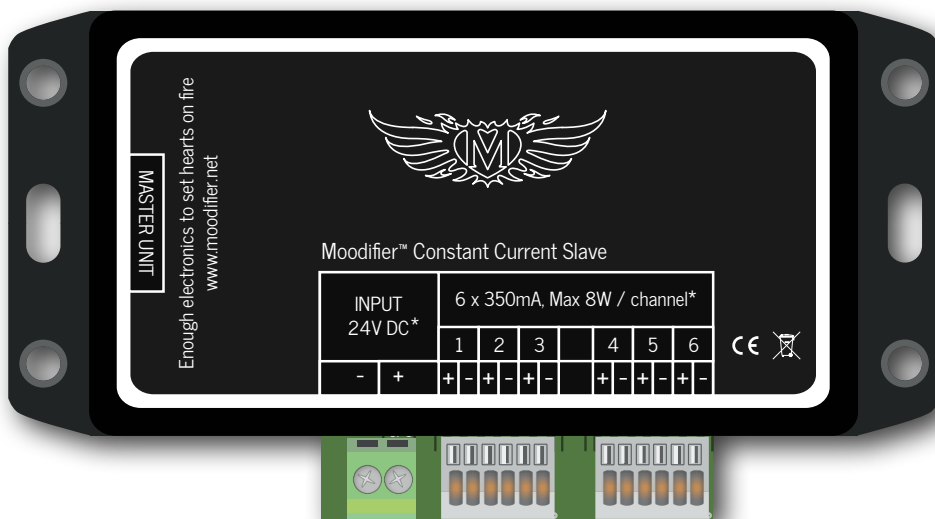 MASTER UNIT
Enough electronics to set hearts on fire
www.moodifier.net
M
Moodifier™ Constant Current Slave
INPUT
24V DC*
6 x 350mA, Max 8W / channel*
1 2 3 4 5 6
- + + - + - + - + - + - + -
CE